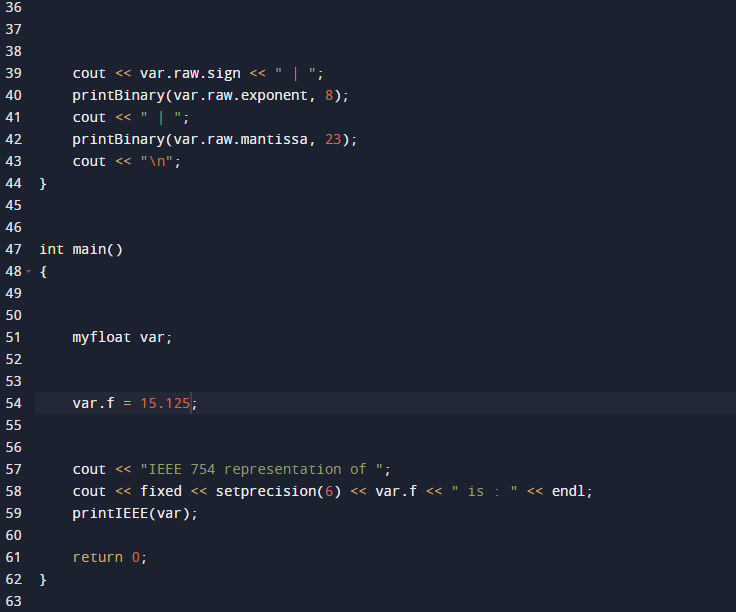 36
37
38
39     cout << var.raw.sign << " | ";
40     printBinary(var.raw.exponent, 8);
41     cout << " | ";
42     printBinary(var.raw.mantissa, 23);
43     cout << "\n";
44 }
45
46
47 int main()
48 {
49
50
51     myfloat var;
52
53
54     var.f = 15.125;
55
56
57     cout << "IEEE 754 representation of ";
58     cout << fixed << setprecision(6) << var.f << " is : " << endl;
59     printIEEE(var);
60
61     return 0;
62 }
63